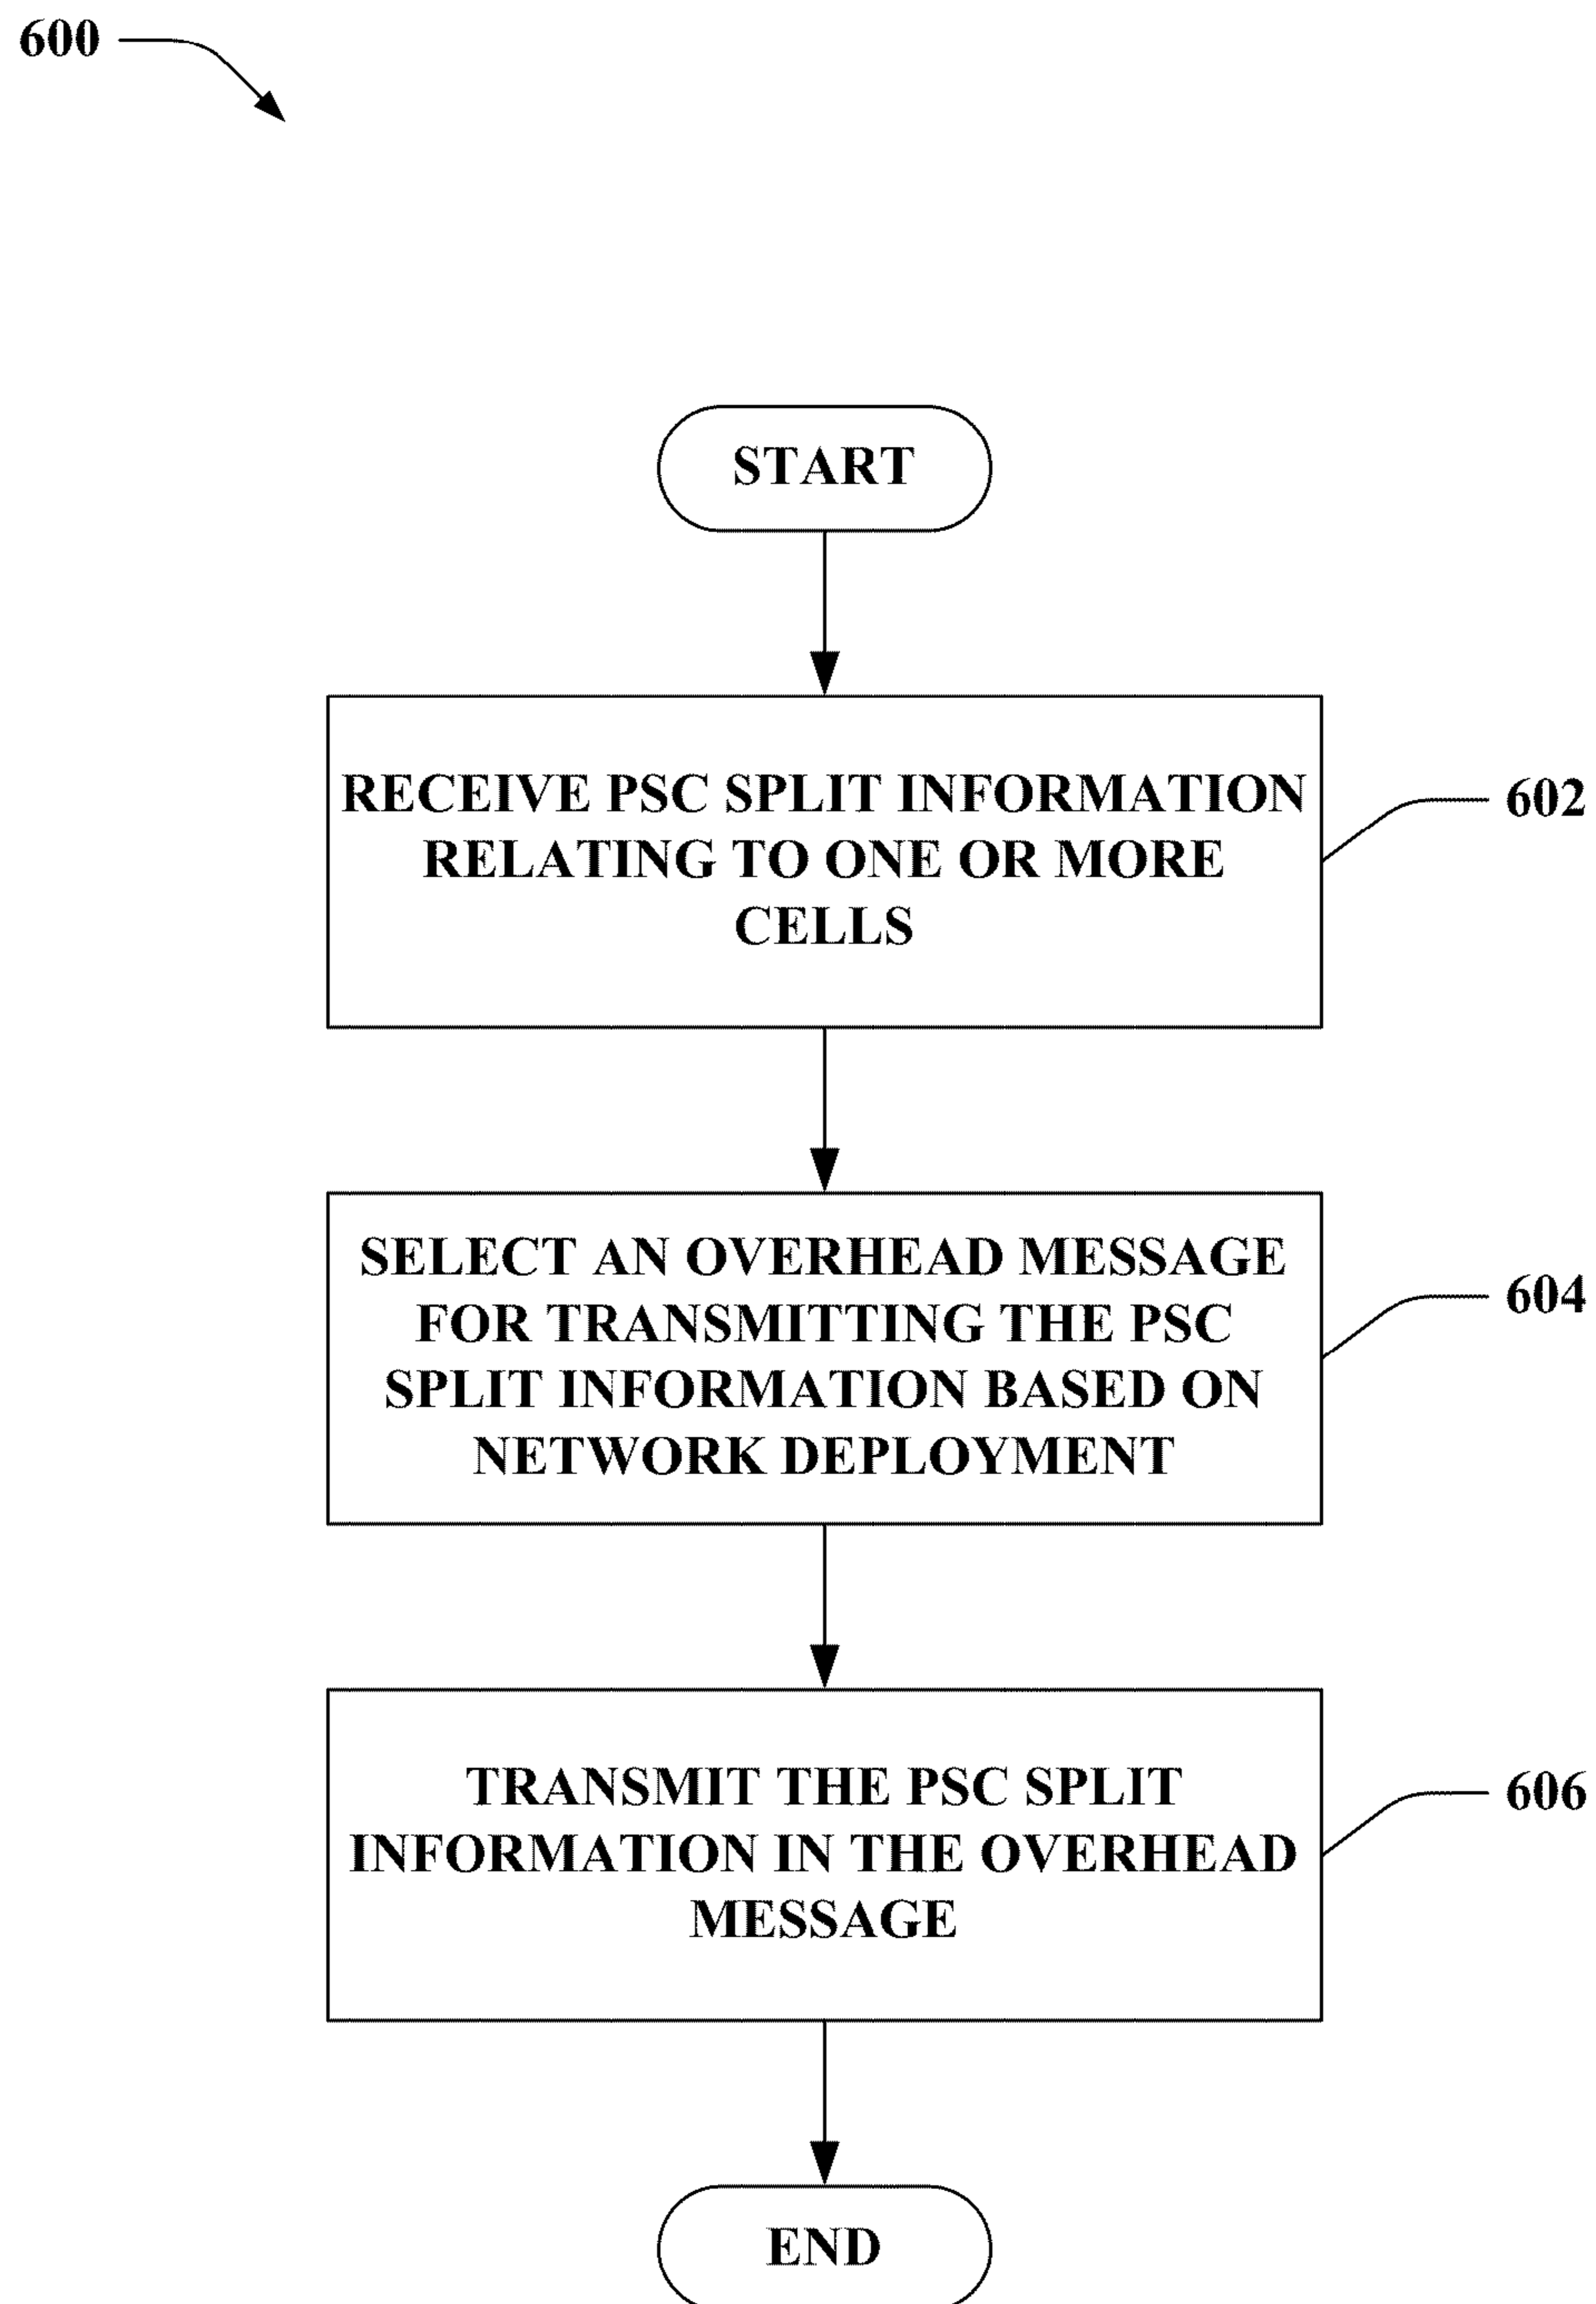 600
START
RECEIVE PSC SPLIT INFORMATION
RELATING TO ONE OR MORE
CELLS
602
SELECT AN OVERHEAD MESSAGE
FOR TRANSMITTING THE PSC
SPLIT INFORMATION BASED ON
NETWORK DEPLOYMENT
604
TRANSMIT THE PSC SPLIT
INFORMATION IN THE OVERHEAD
MESSAGE
606
END